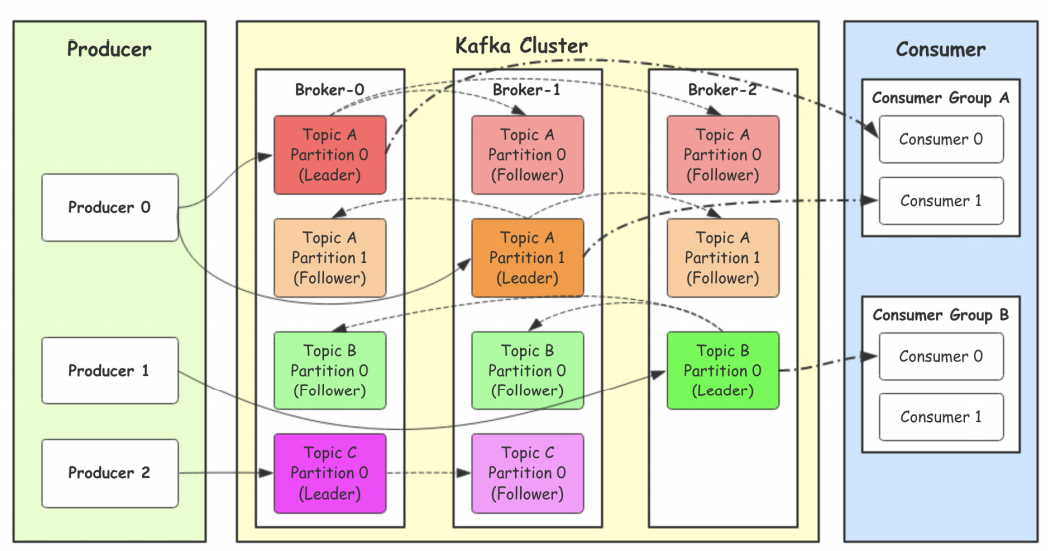 Producer
Producer 0
Producer 1
Producer 2
Kafka Cluster
Broker-0
Topic A
Partition 0
(Leader)
Topic A
Partition 1
(Follower)
Topic B
Partition 0
(Follower)
Topic C
Partition 0
(Leader)
Broker-1
Topic A
Partition 0
(Follower)
Topic A
Partition 1
(Leader)
Topic B
Partition 0
(Follower)
Topic C
Partition 0
(Follower)
Broker-2
Topic A
Partition 0
(Follower)
Topic A
Partition 1
(Follower)
Topic B
Partition 0
(Leader)
Consumer
Consumer Group A
Consumer 0
Consumer 1
Consumer Group B
Consumer 0
Consumer 1